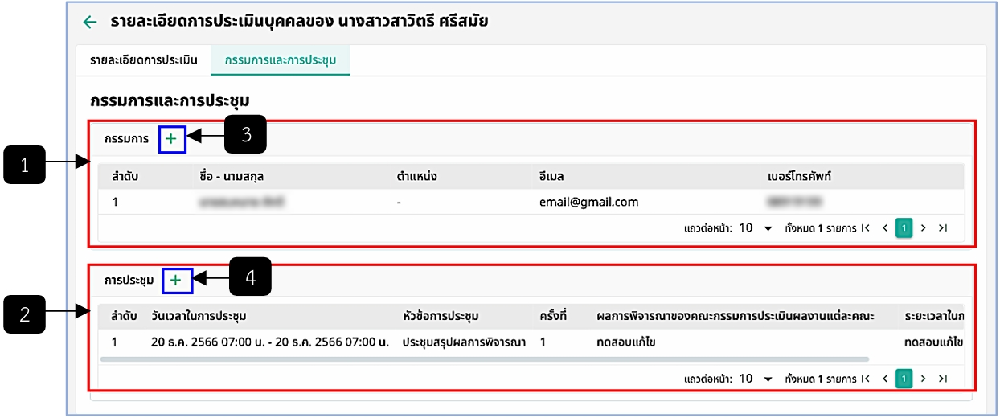 รายละเอียดการประเมินบุคคลของ นางสาวสาวิตรี ศรีสมัย
รายละเอียดการประเมิน กรรมการและการประชุม
กรรมการและการประชุม
กรรมการ + 3
1
ลำดับ ชื่อ - นามสกุล ตำแหน่ง อีเมล เบอร์โทรศัพท์
1 - email@gmail.com
แถวต่อหน้า: 10 ทั้งหมด 1 รายการ 1
การประชุม + 4
2
ลำดับ วันเวลาในการประชุม หัวข้อการประชุม ครั้งที่ ผลการพิจารณาของคณะกรรมการประเมินผลงานแต่ละคณะ ระยะเวลาในก
1 20 ธ.ค. 2566 07:00 น. - 20 ธ.ค. 2566 07:00 น. ประชุมสรุปผลการพิจารณา 1 ทดสอบแก้ไข ทดสอบแก้ไข
แถวต่อหน้า: 10 ทั้งหมด 1 รายการ 1